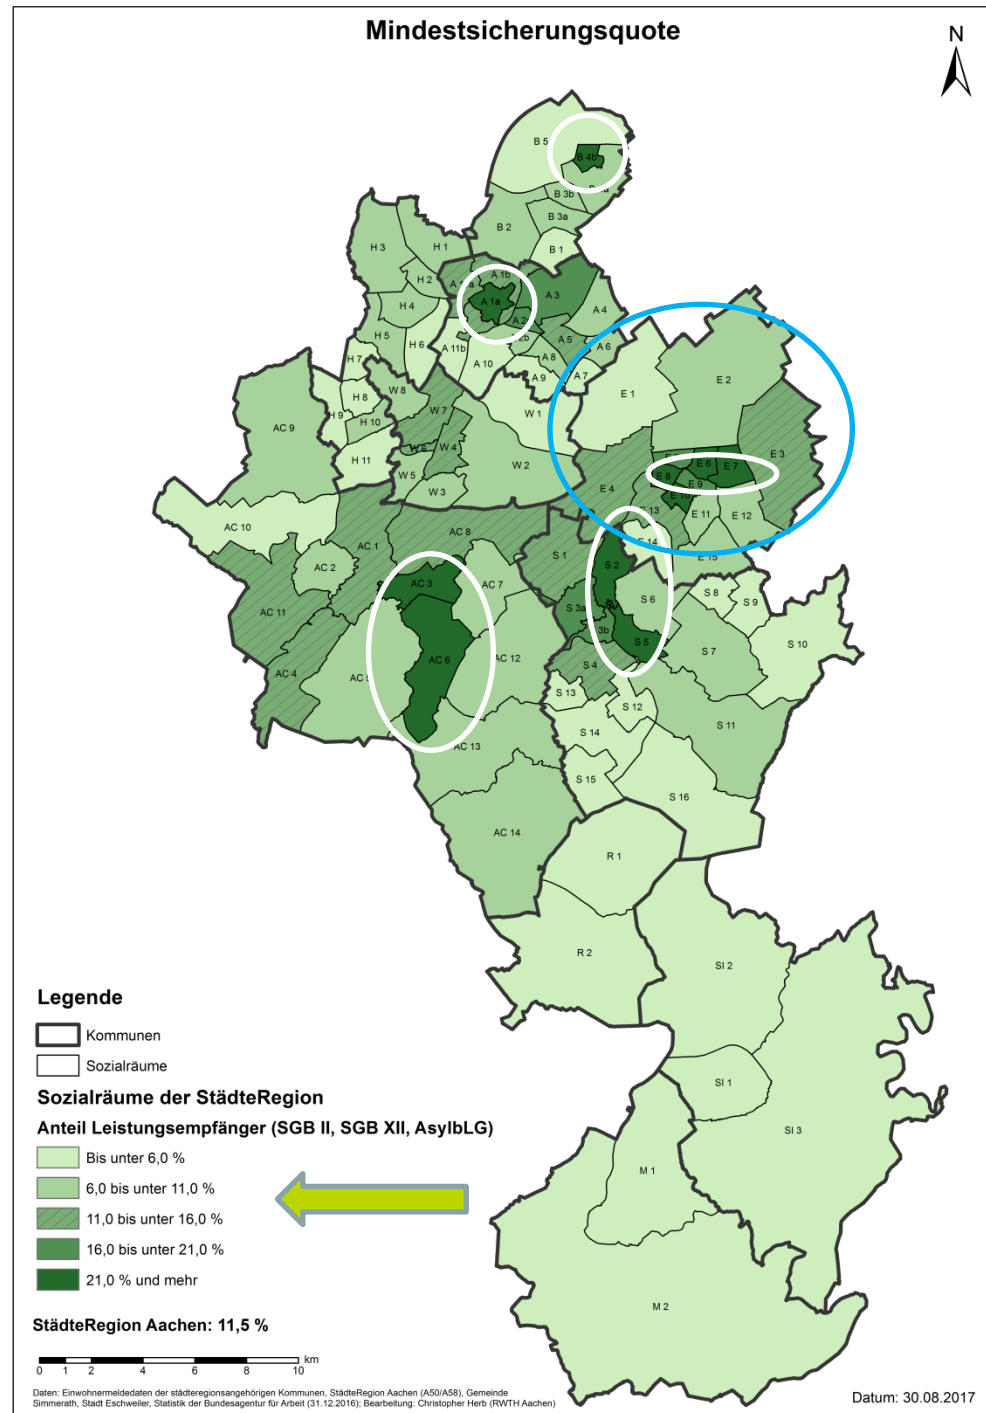 Mindestsicherungsquote
N
B 5
B 4b
B 3b
B 3a
B 2
B 1
H 3
H 1
H 2
H 4
H 5
H 6
H 7
H 8
H 9
H 10
H 11
A 1b
A 1a
A 3
A 2
A 4
A 5
A 6
A 7
A 8
A 9
A 10
A 11b
W 8
W 7
W 6
W 4
W 5
W 3
W 2
W 1
E 1
E 2
E 3
E 6
E 7
E 8
E 9
E 10
E 4
E 13
E 11
E 12
E 14
E 15
AC 9
AC 10
AC 1
AC 8
AC 2
AC 3
AC 7
AC 11
AC 4
AC 6
AC 12
AC 13
AC 14
S 1
S 2
S 3a
3b
S 4
S 5
S 6
S 7
S 8
S 9
S 10
S 11
S 12
S 13
S 14
S 15
S 16
R 1
R 2
SI 2
SI 1
SI 3
M 1
M 2
Legende
Kommunen
Sozialräume
Sozialräume der StädteRegion
Anteil Leistungsempfänger (SGB II, SGB XII, AsylbLG)
Bis unter 6,0 %
6,0 bis unter 11,0 %
11,0 bis unter 16,0 %
16,0 bis unter 21,0 %
21,0 % und mehr
StädteRegion Aachen: 11,5 %
km
0 1 2 4 6 8 10
Daten: Einwohnermeldedaten der städteregionsangehörigen Kommunen, StädteRegion Aachen (A50/A58), Gemeinde
Simmerath, Stadt Eschweiler, Statistik der Bundesagentur für Arbeit (31.12.2016); Bearbeitung: Christopher Herb (RWTH Aachen)
Datum: 30.08.2017